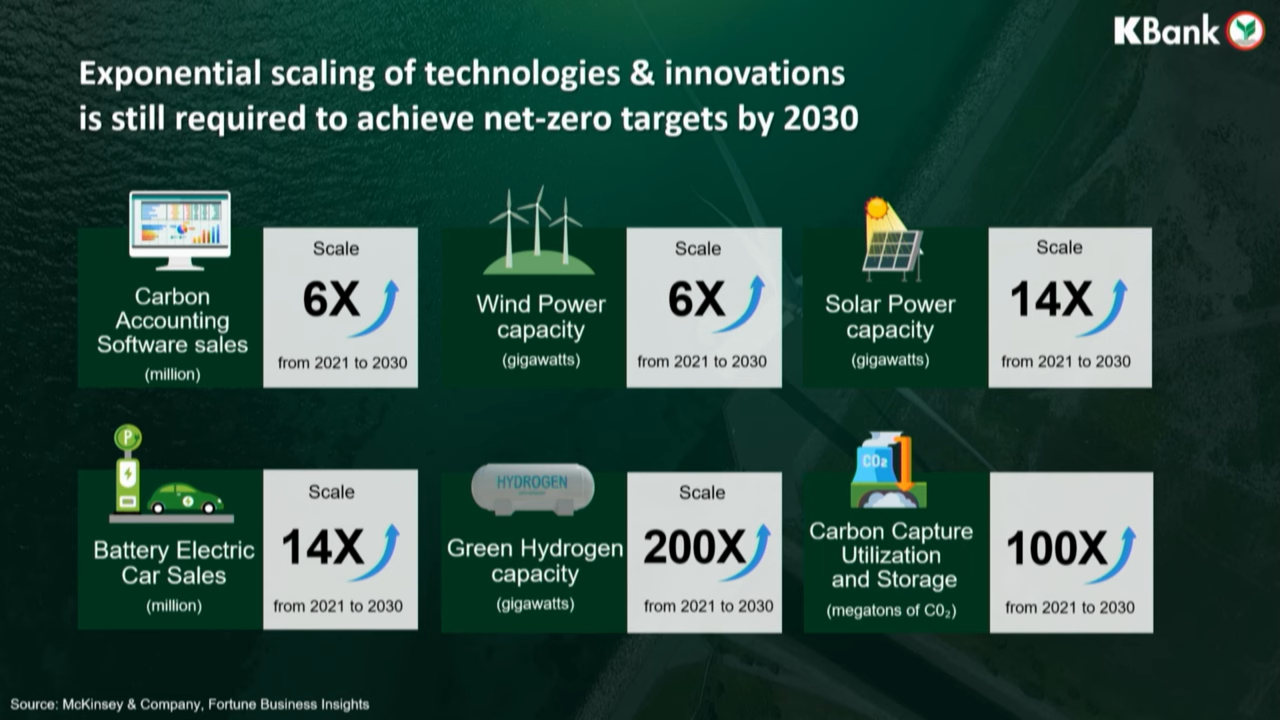 KBank
Exponential scaling of technologies & innovations
is still required to achieve net-zero targets by 2030
Carbon
Accounting
Software sales
(million)
Scale
6X
from 2021 to 2030
Wind Power
capacity
(gigawatts)
Scale
6X
from 2021 to 2030
Solar Power
capacity
(gigawatts)
Scale
14X
from 2021 to 2030
P
Battery Electric
Car Sales
(million)
Scale
14X
from 2021 to 2030
HYDROGEN
Green Hydrogen
capacity
(gigawatts)
Scale
200X
from 2021 to 2030
CO₂
Carbon Capture
Utilization
and Storage
(megatons of C0₂)
100X
from 2021 to 2030
Source: McKinsey & Company, Fortune Business Insights